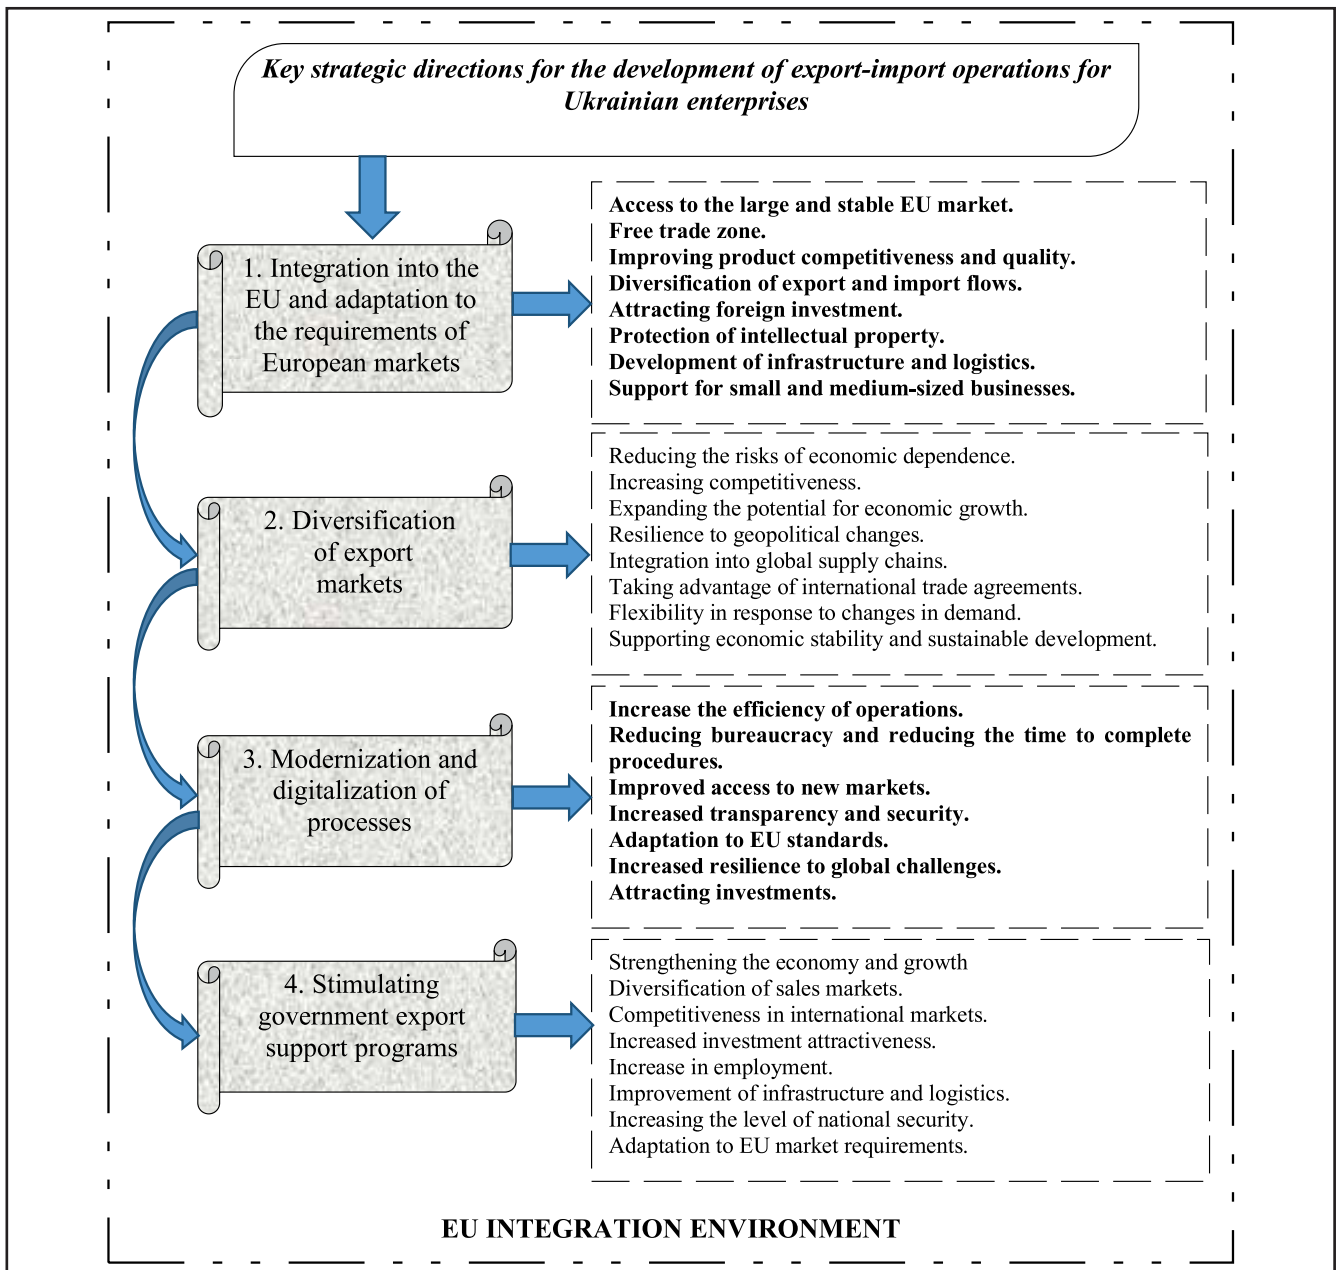 Key strategic directions for the development of export-import operations for
Ukrainian enterprises
1. Integration into the
EU and adaptation to
the requirements of
European markets
Access to the large and stable EU market.
Free trade zone.
Improving product competitiveness and quality.
Diversification of export and import flows.
Attracting foreign investment.
Protection of intellectual property.
Development of infrastructure and logistics.
Support for small and medium-sized businesses.
2. Diversification
of export
markets
Reducing the risks of economic dependence.
Increasing competitiveness.
Expanding the potential for economic growth.
Resilience to geopolitical changes.
Integration into global supply chains.
Taking advantage of international trade agreements.
Flexibility in response to changes in demand.
Supporting economic stability and sustainable development.
3. Modernization and
digitalization of
processes
Increase the efficiency of operations.
Reducing bureaucracy and reducing the time to complete
procedures.
Improved access to new markets.
Increased transparency and security.
Adaptation to EU standards.
Increased resilience to global challenges.
Attracting investments.
4. Stimulating
government export
support programs
Strengthening the economy and growth
Diversification of sales markets.
Competitiveness in international markets.
Increased investment attractiveness.
Increase in employment.
Improvement of infrastructure and logistics.
Increasing the level of national security.
Adaptation to EU market requirements.
EU INTEGRATION ENVIRONMENT